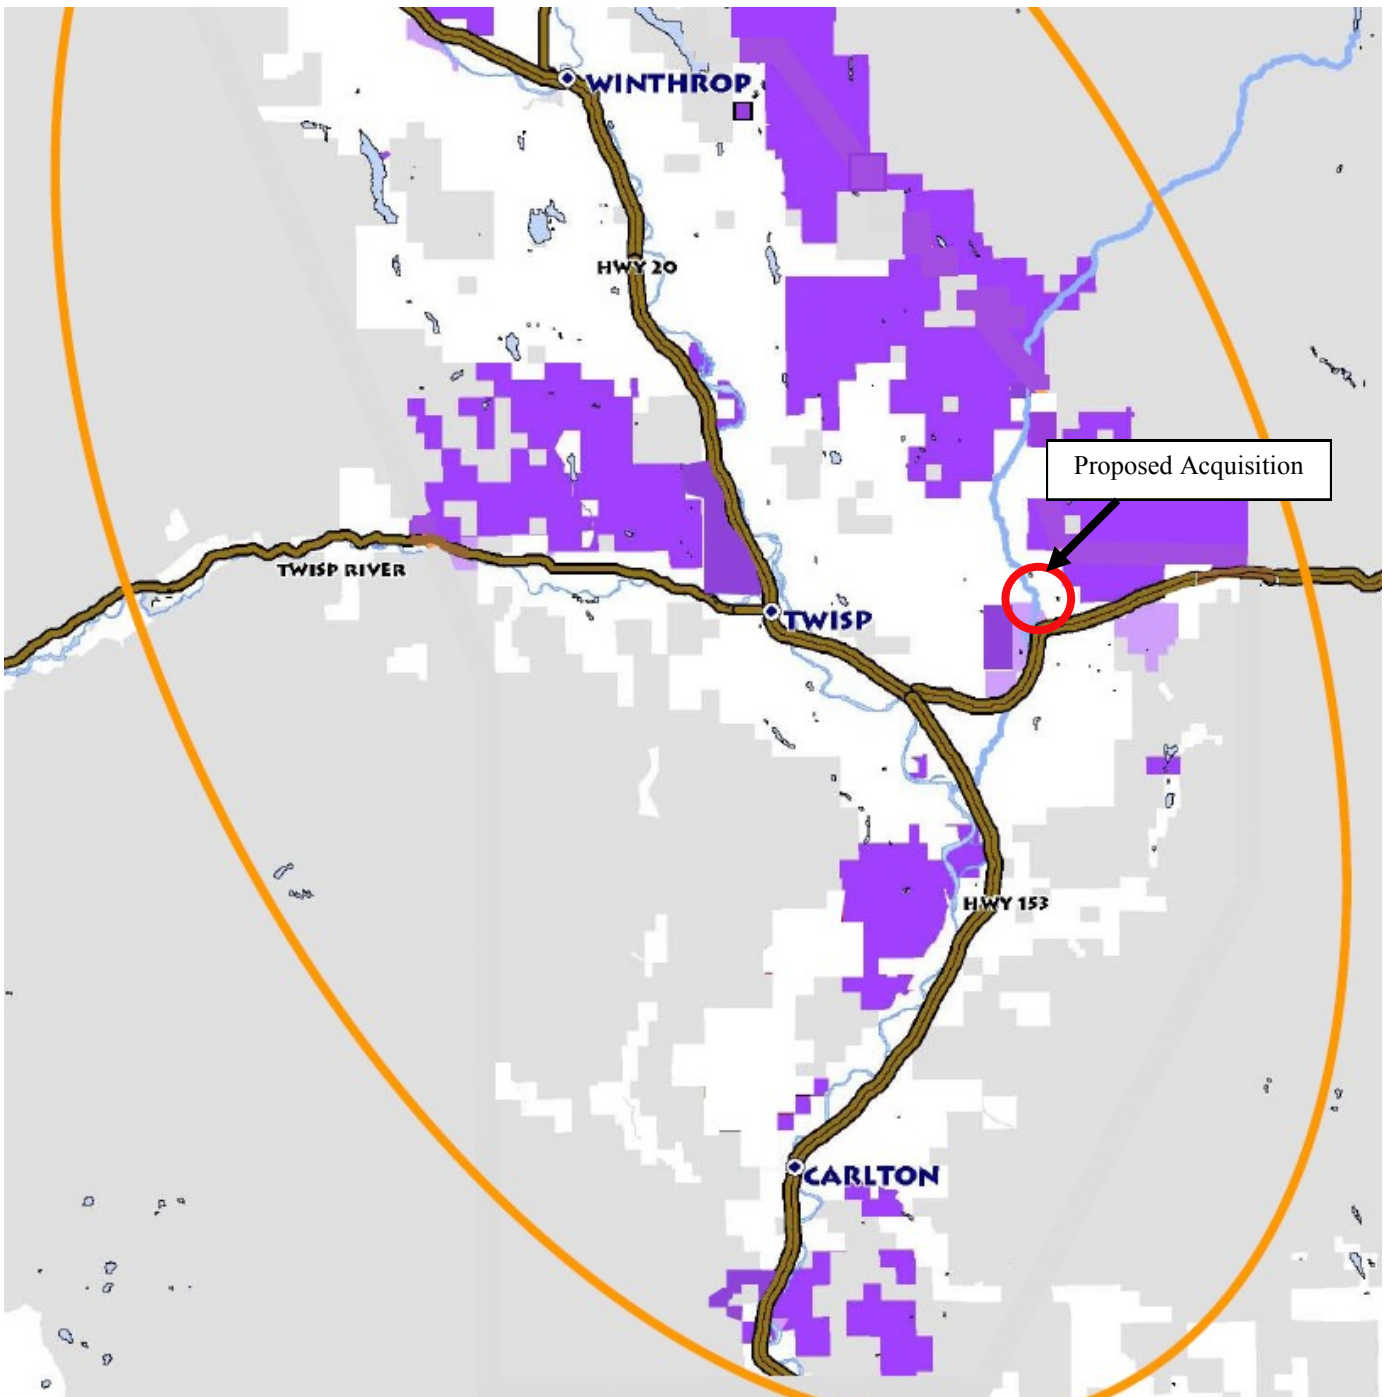 WINTHROP
HWY 20
Proposed Acquisition
TWISP RIVER
TWISP
HWY 153
CARLTON